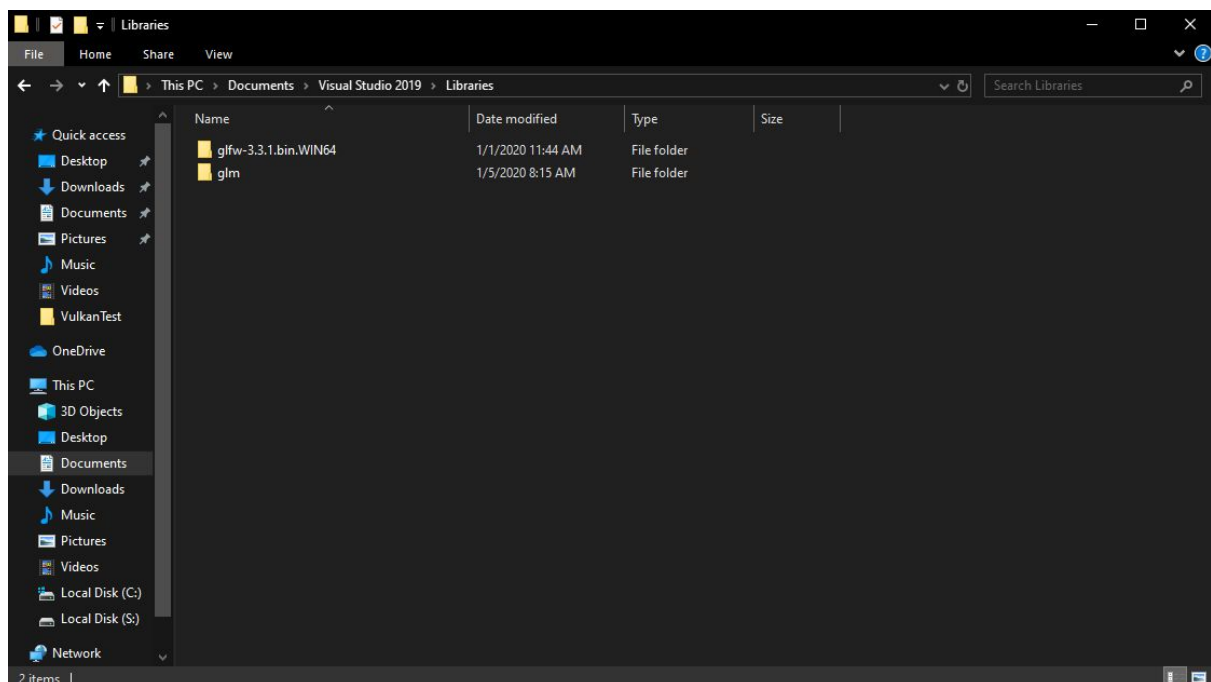 Libraries
File Home Share View
This PC > Documents > Visual Studio 2019 > Libraries
Search Libraries
Name Date modified Type Size
glfw-3.3.1.bin.WIN64 1/1/2020 11:44 AM File folder
glm 1/5/2020 8:15 AM File folder
Quick access
Desktop
Downloads
Documents
Pictures
Music
Videos
VulkanTest
OneDrive
This PC
3D Objects
Desktop
Documents
Downloads
Music
Pictures
Videos
Local Disk (C:)
Local Disk (S:)
Network
2 items